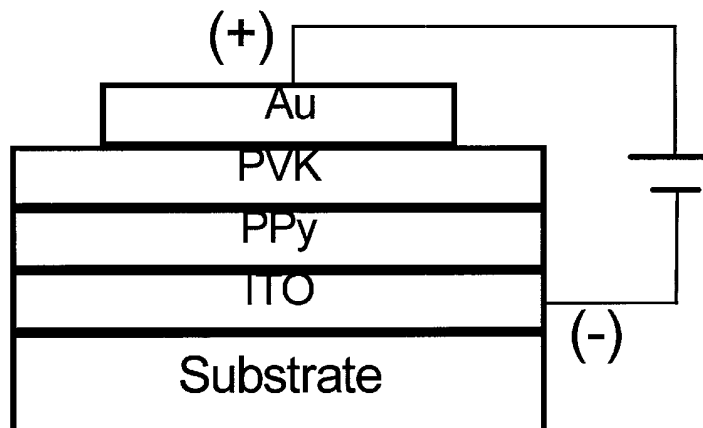 (+)
Au
PVK
PPy
ITO
(-)
Substrate